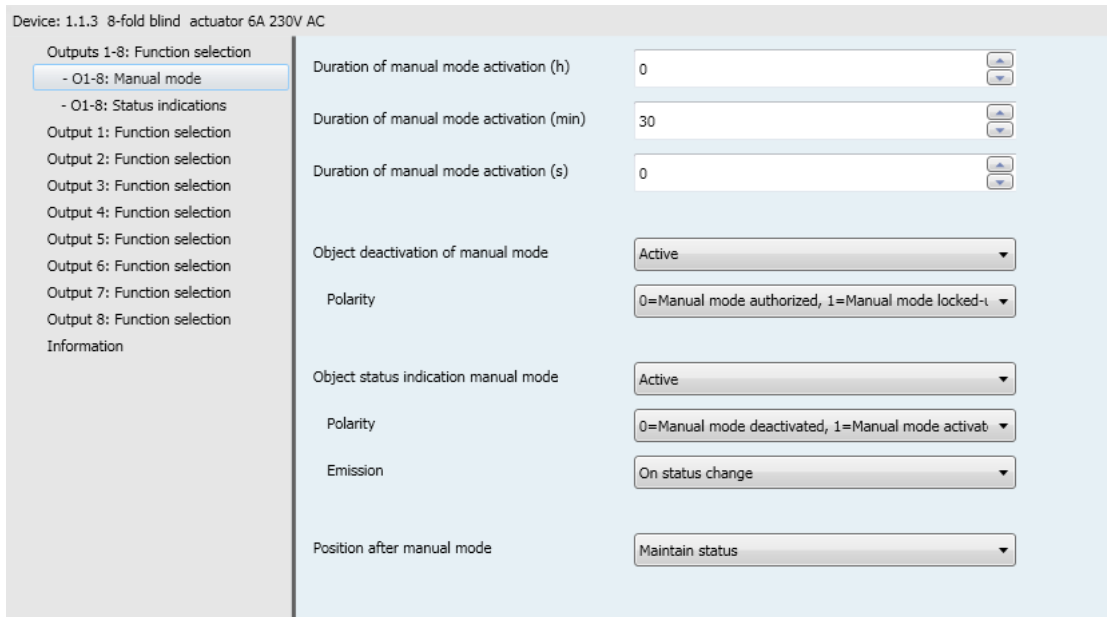 Device: 1.1.3 8-fold blind actuator 6A 230V AC
Outputs 1-8: Function selection
- O1-8: Manual mode
- O1-8: Status indications
Output 1: Function selection
Output 2: Function selection
Output 3: Function selection
Output 4: Function selection
Output 5: Function selection
Output 6: Function selection
Output 7: Function selection
Output 8: Function selection
Information
Duration of manual mode activation (h) 0
Duration of manual mode activation (min) 30
Duration of manual mode activation (s) 0
Object deactivation of manual mode Active
Polarity 0=Manual mode authorized, 1=Manual mode locked-
Object status indication manual mode Active
Polarity 0=Manual mode deactivated, 1=Manual mode activat
Emission On status change
Position after manual mode Maintain status